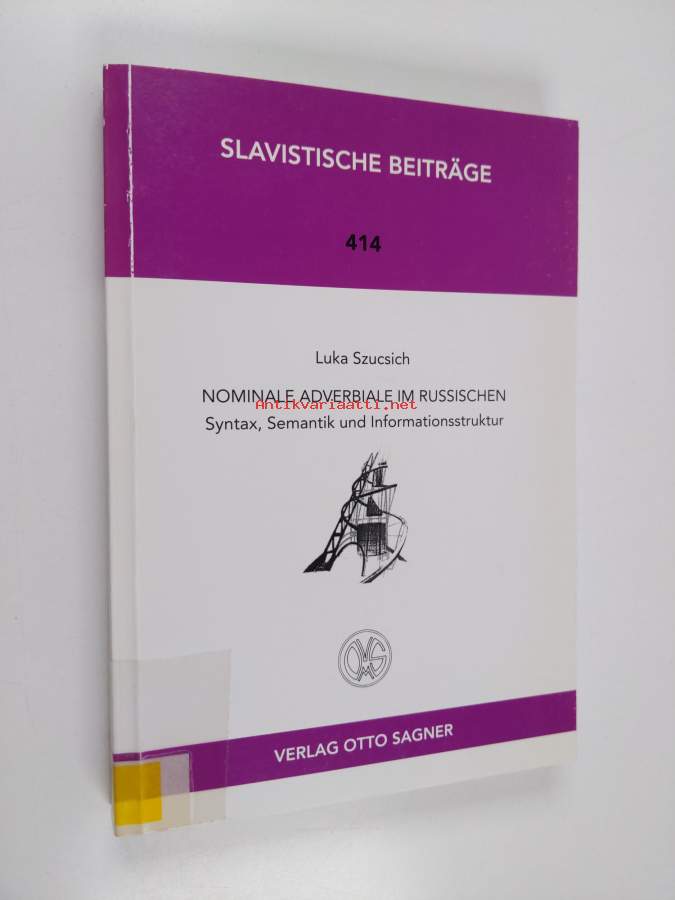 SLAVISTISCHE BEITRÄGE
414
Luka Szucsich
NOMINALE ADVERBIALE IM RUSSISCHEN
Antikvariaatti.net
Syntax, Semantik und Informationsstruktur
VERLAG OTTO SAGNER